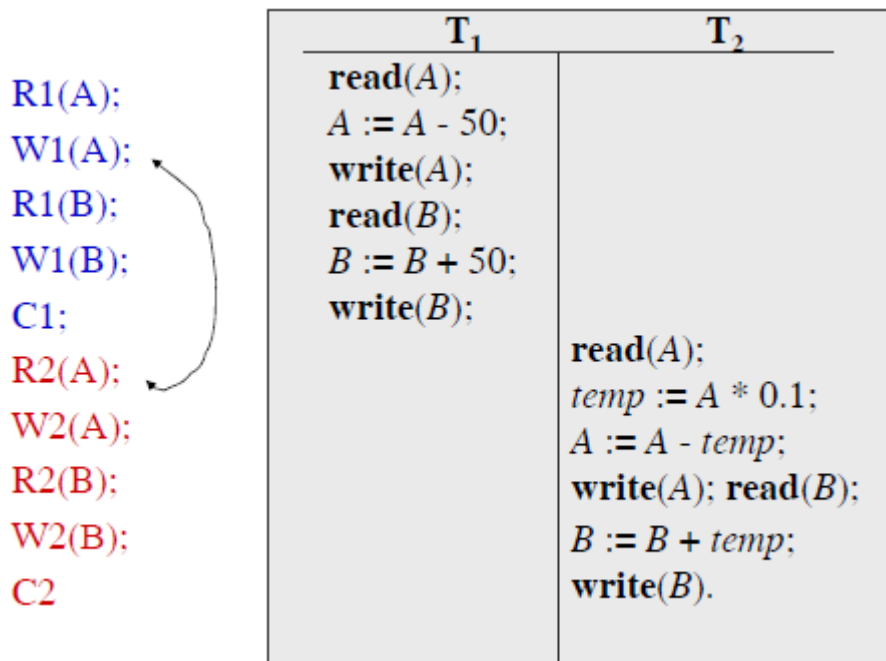 R1(A);
W1(A);
R1(B);
W1(B);
C1;
R2(A);
W2(A);
R2(B);
W2(B);
C2
T1 T2
read(A);
A := A - 50;
write(A);
read(B);
B := B + 50;
write(B);
read(A);
temp := A * 0.1;
A := A - temp;
write(A); read(B);
B := B + temp;
write(B).